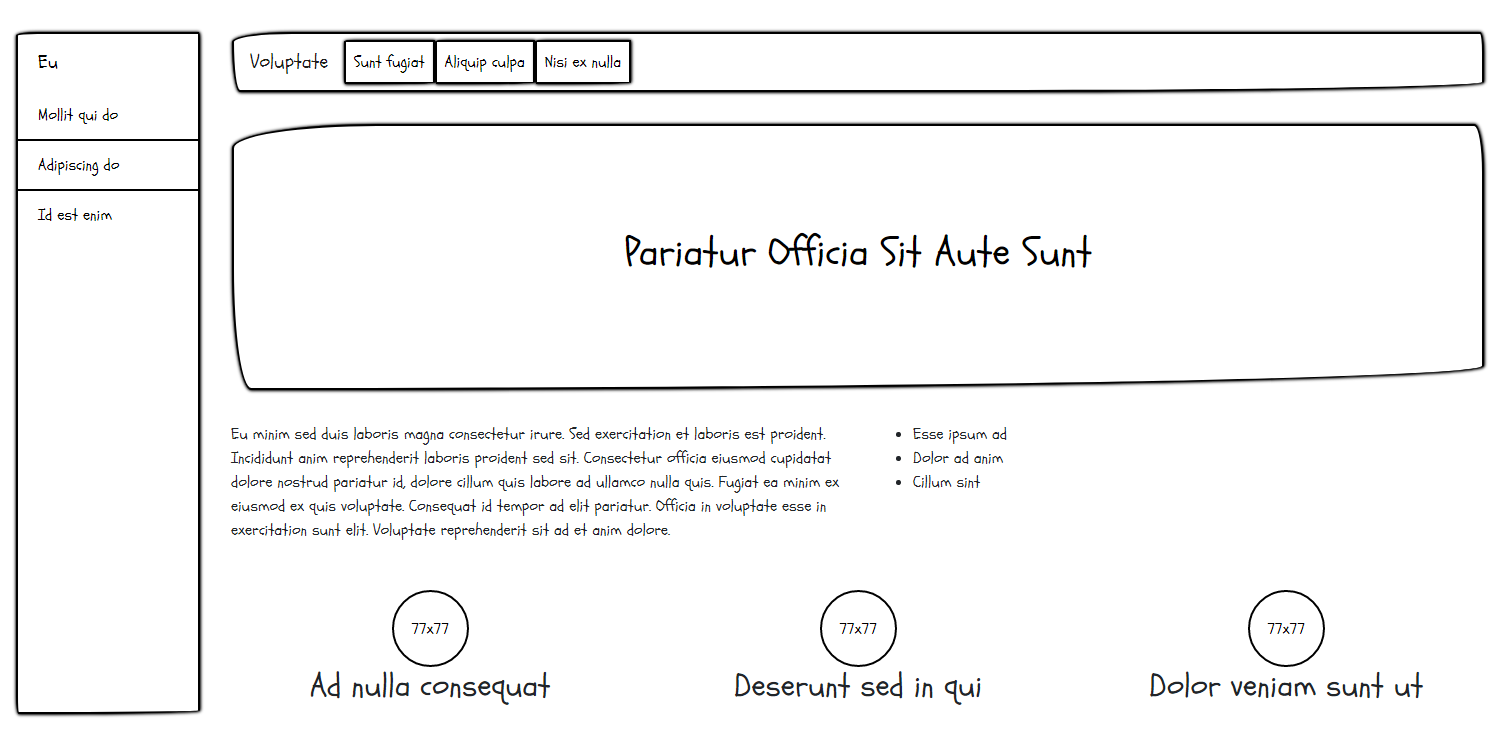 Eu
Mollit qui do
Adipiscing do
Id est enim
Voluptate Sunt fugiat Aliquip culpa Nisi ex nulla
Pariatur Officia Sit Aute Sunt
Eu minim sed duis laboris magna consectetur irure. Sed exercitation et laboris est proident.
Incididunt anim reprehenderit laboris proident sed sit. Consectetur officia eiusmod cupidatat
dolore nostrud pariatur id, dolore cillum quis labore ad ullamco nulla quis. Fugiat ea minim ex
eiusmod ex quis voluptate. Consequat id tempor ad elit pariatur. Officia in voluptate esse in
exercitation sunt elit. Voluptate reprehenderit sit ad et anim dolore.
Esse ipsum ad
Dolor ad anim
Cillum sint
77x77
Ad nulla consequat
77x77
Deserunt sed in qui
77x77
Dolor veniam sunt ut